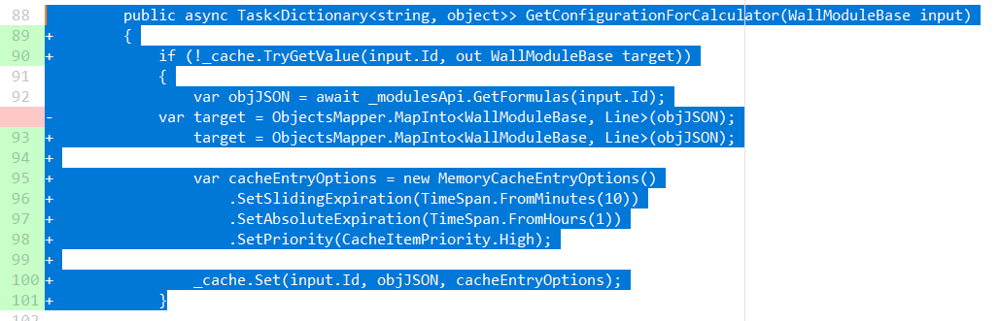 88 public async Task<Dictionary<string, object>> GetConfigurationForCalculator(WallModuleBase input)
89 + {
90 + if (!_cache.TryGetValue(input.Id, out WallModuleBase target))
91 {
92 var objJSON = await _modulesApi.GetFormulas(input.Id);
- var target = ObjectsMapper.MapInto<WallModuleBase, Line>(objJSON);
93 + target = ObjectsMapper.MapInto<WallModuleBase, Line>(objJSON);
94 +
95 + var cacheEntryOptions = new MemoryCacheEntryOptions()
96 + .SetSlidingExpiration(TimeSpan.FromMinutes(10))
97 + .SetAbsoluteExpiration(TimeSpan.FromHours(1))
98 + .SetPriority(CacheItemPriority.High);
99 +
100 + _cache.Set(input.Id, objJSON, cacheEntryOptions);
101 + }
102